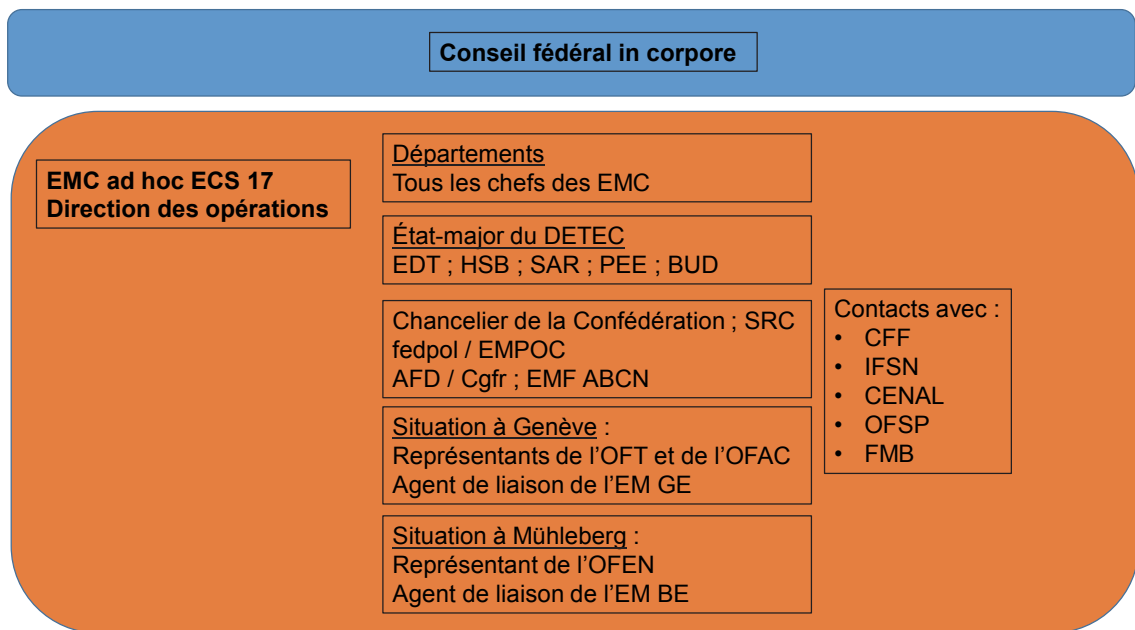 Conseil fédéral in corpore
EMC ad hoc ECS 17
Direction des opérations
Départements
Tous les chefs des EMC
État-major du DETEC
EDT ; HSB ; SAR ; PEE ; BUD
Chancelier de la Confédération ; SRC
fedpol / EMPOC
AFD / Cgfr ; EMF ABCN
Situation à Genève :
Représentants de l’OFT et de l’OFAC
Agent de liaison de l’EM GE
Situation à Mühleberg :
Représentant de l’OFEN
Agent de liaison de l’EM BE
Contacts avec :
• CFF
• IFSN
• CENAL
• OFSP
• FMB